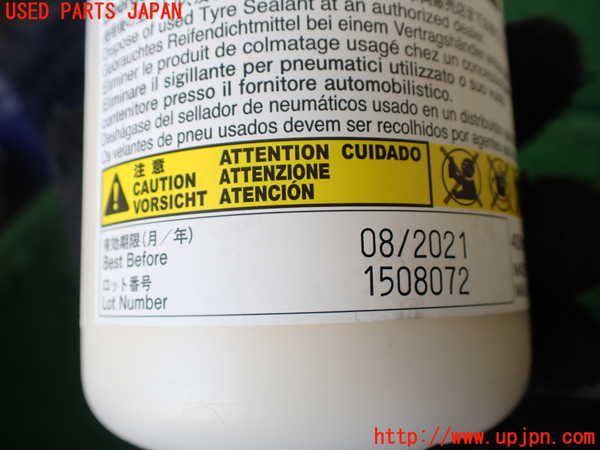 USED PARTS JAPAN
Dispose of used Tyre Sealant at an authorized dealer.
Gebrauchtes Reifendichtmittel bei einem Vertragshändler
Eliminer le produit de colmatage usagé chez un
Eliminare il sigillante per pneumatici utilizzato o suo
contenitore presso il fornitore automobilistico.
Deshágase del sellador de neumáticos usado en un
de pneu usados devem ser recolhidos por agentes
注意 ATTENTION CUIDADO
CAUTION ATTENZIONE
VORSICHT ATENCIÓN
有効期限(月/年)
Best Before 08/2021
ロット番号
Lot Number 1508072
http://www.upjpn.com/